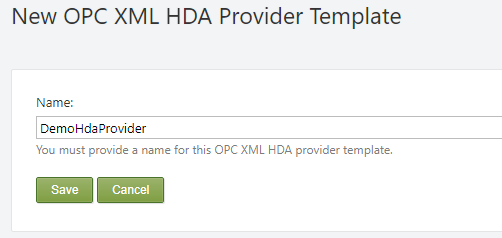 New OPC XML HDA Provider Template
Name:
DemoHdaProvider
You must provide a name for this OPC XML HDA provider template.
Save Cancel